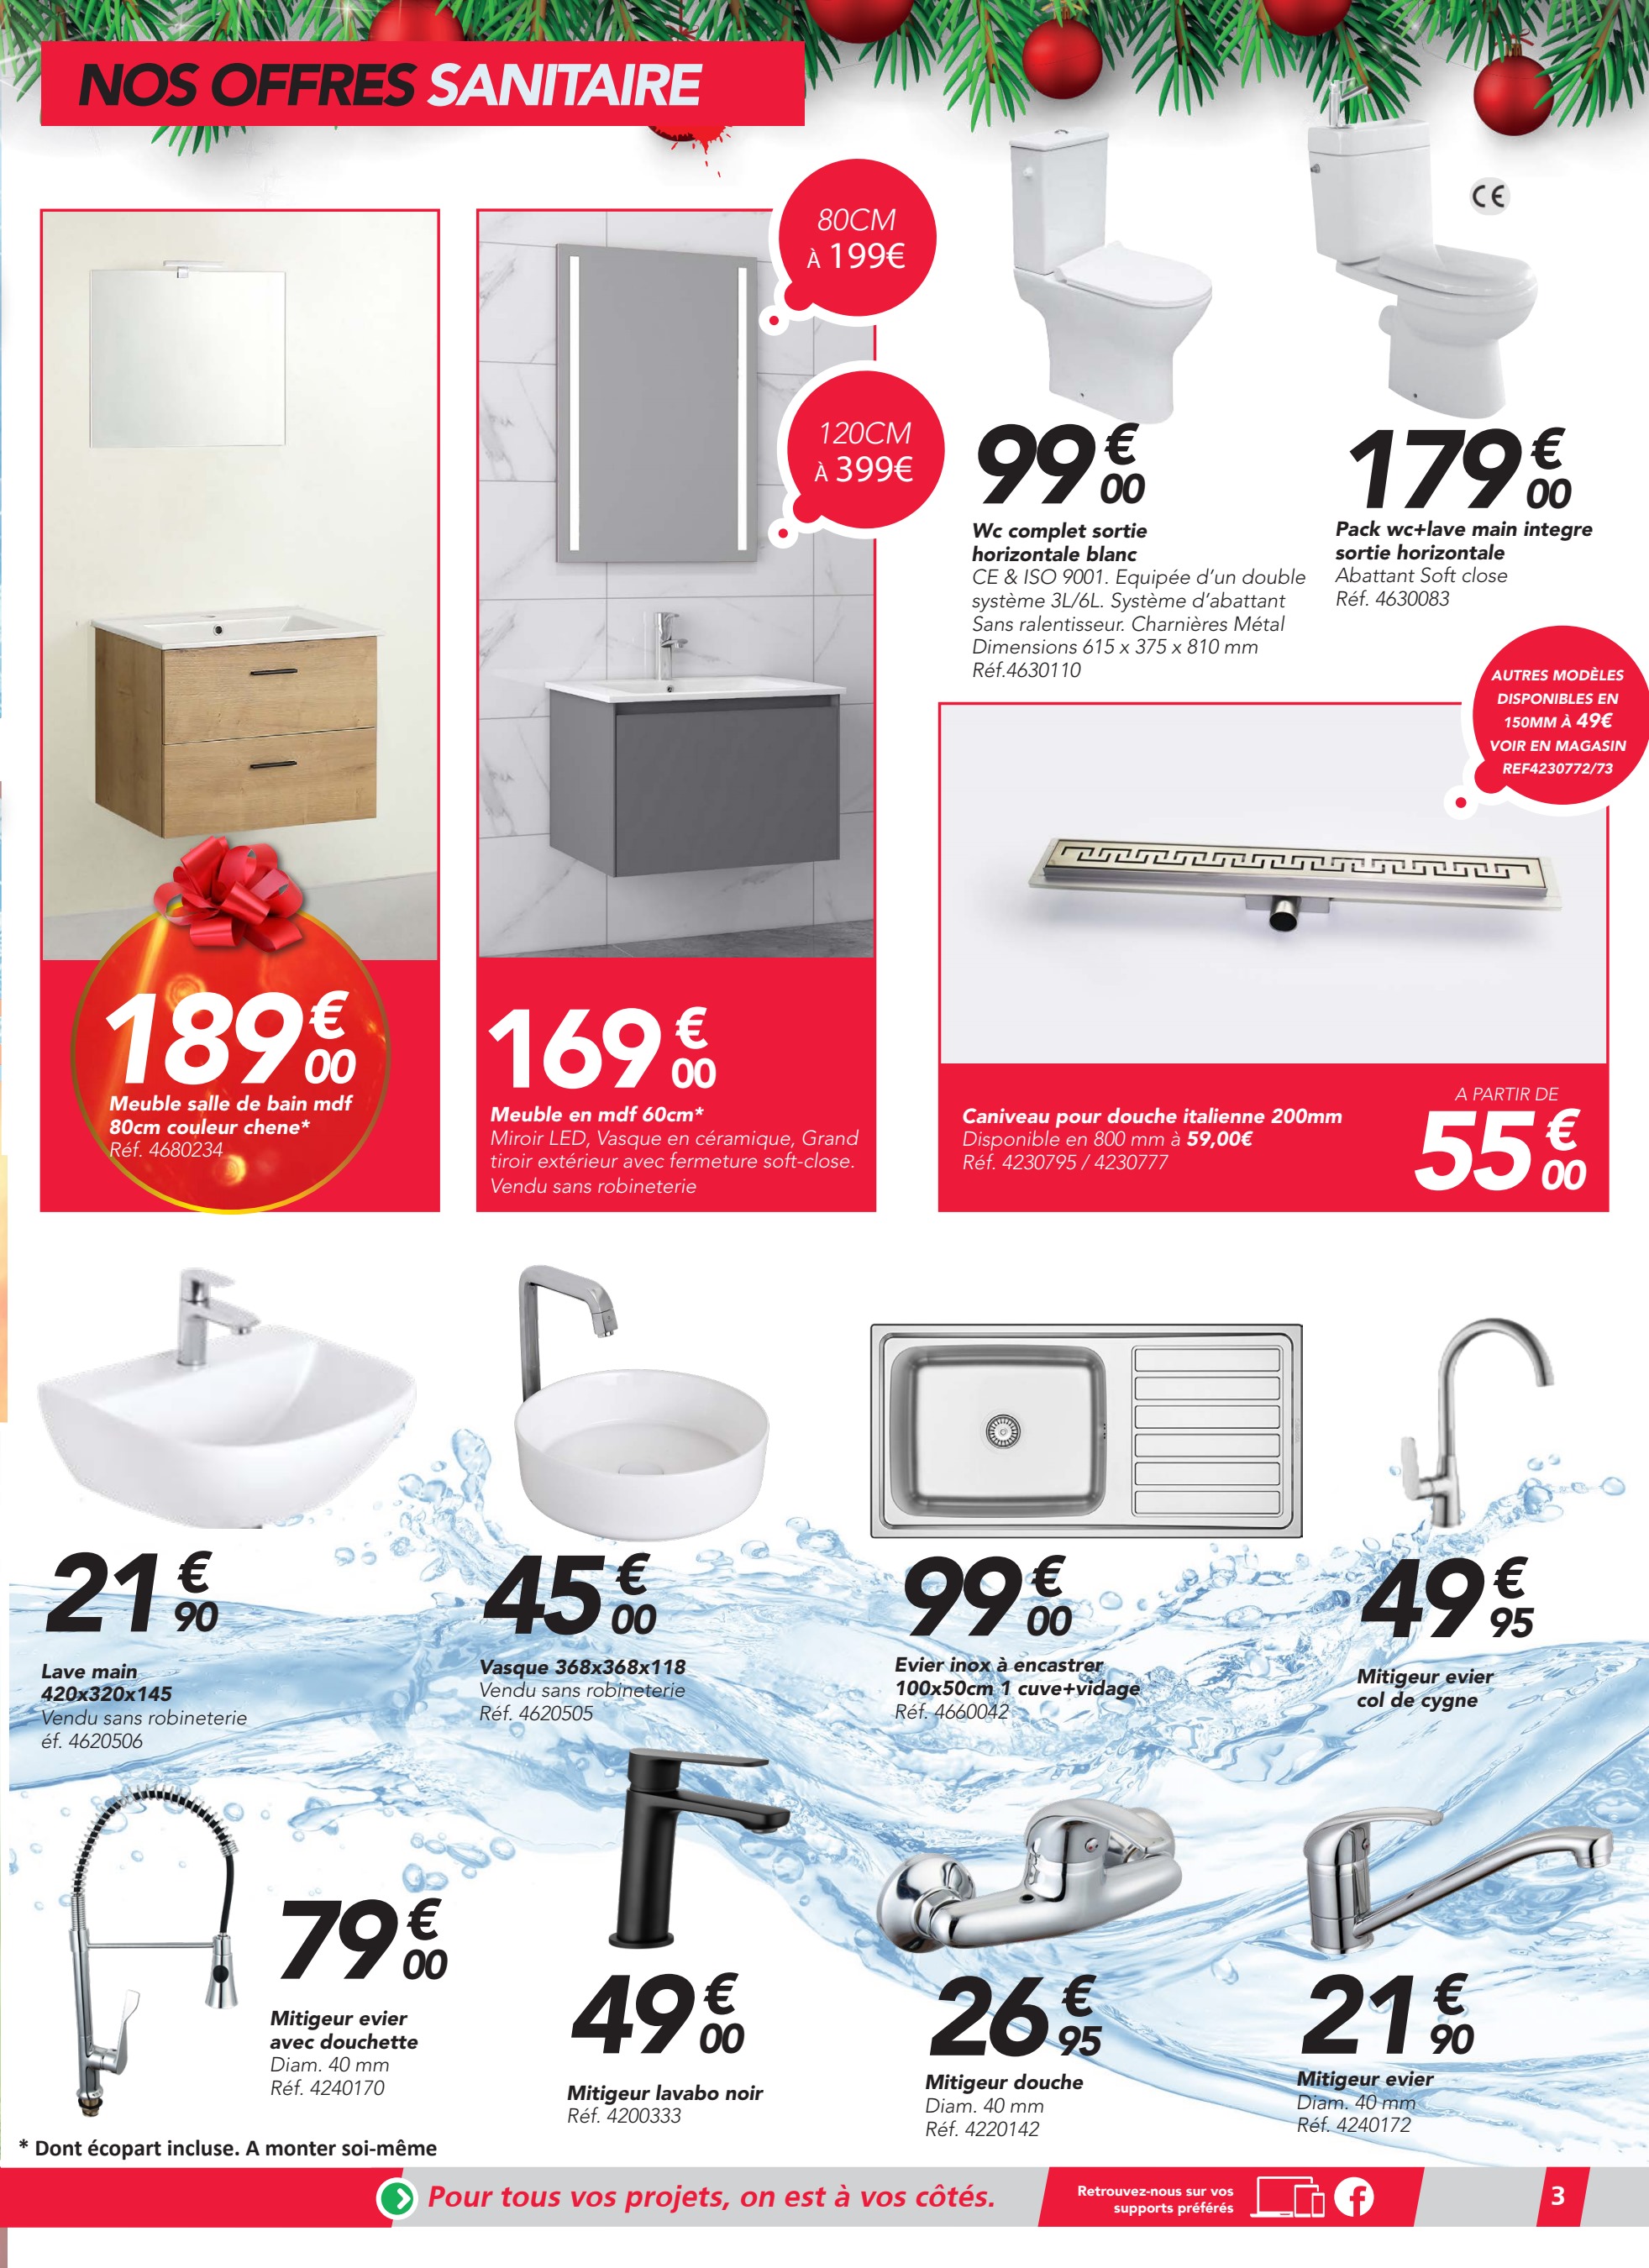 NOS OFFRES SANITAIRE
80CM
À 199€
120CM
À 399€
CE
99€00
Wc complet sortie
horizontale blanc
CE & ISO 9001. Equipée d'un double
système 3L/6L. Système d'abattant
Sans ralentisseur. Charnières Métal
Dimensions 615 x 375 x 810 mm
Réf.4630110
179€00
Pack wc+lave main integre
sortie horizontale
Abattant Soft close
Réf. 4630083
AUTRES MODÈLES
DISPONIBLES EN
150MM À 49€
VOIR EN MAGASIN
REF4230772/73
189€00
Meuble salle de bain mdf
80cm couleur chene*
Réf. 4680234
169€00
Meuble en mdf 60cm*
Miroir LED, Vasque en céramique, Grand
tiroir extérieur avec fermeture soft-close.
Vendu sans robineterie
Caniveau pour douche italienne 200mm
Disponible en 800 mm à 59,00€
Réf. 4230795 / 4230777
A PARTIR DE
55€00
21€90
Lave main
420x320x145
Vendu sans robineterie
éf. 4620506
45€00
Vasque 368x368x118
Vendu sans robineterie
Réf. 4620505
99€00
Evier inox à encastrer
100x50cm 1 cuve+vidage
Réf. 4660042
49€95
Mitigeur evier
col de cygne
79€00
Mitigeur evier
avec douchette
Diam. 40 mm
Réf. 4240170
49€00
Mitigeur lavabo noir
Réf. 4200333
26€95
Mitigeur douche
Diam. 40 mm
Réf. 4220142
21€90
Mitigeur evier
Diam. 40 mm
Réf. 4240172
* Dont écopart incluse. A monter soi-même
Pour tous vos projets, on est à vos côtés.
Retrouvez-nous sur vos
supports préférés
3